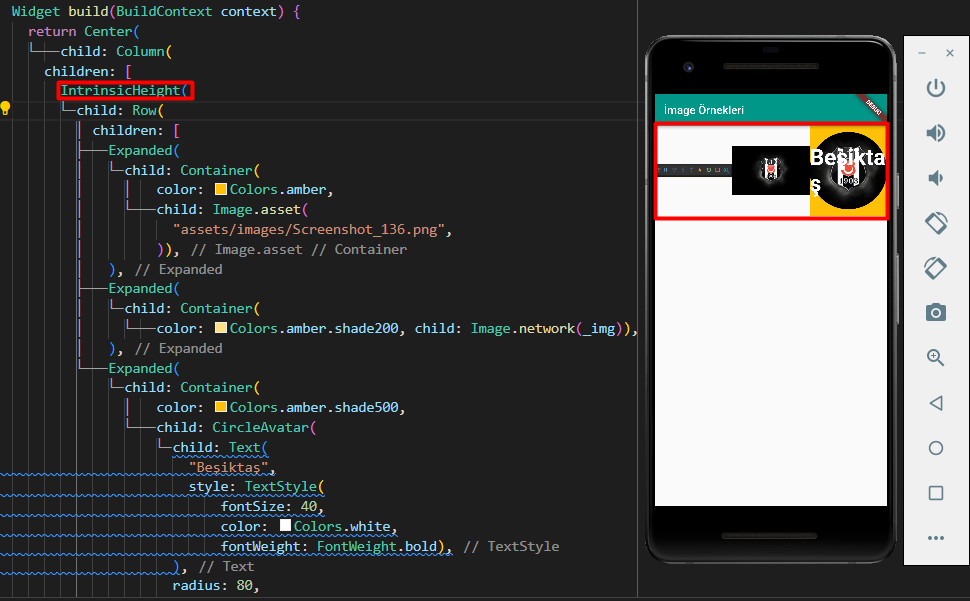 Widget build(BuildContext context) {
return Center(
child: Column(
children: [
IntrinsicHeight(
child: Row(
children: [
Expanded(
child: Container(
color: Colors.amber,
child: Image.asset(
"assets/images/Screenshot_136.png",
)), // Image.asset // Container
), // Expanded
Expanded(
child: Container(
color: Colors.amber.shade200, child: Image.network(_img)),
), // Expanded
Expanded(
child: Container(
color: Colors.amber.shade500,
child: CircleAvatar(
child: Text(
"Beşiktaş",
style: TextStyle(
fontSize: 40,
color: Colors.white,
fontWeight: FontWeight.bold), // TextStyle
), // Text
radius: 80,
İmage Örnekleri
DEBUG
Beşikta
ş
1903